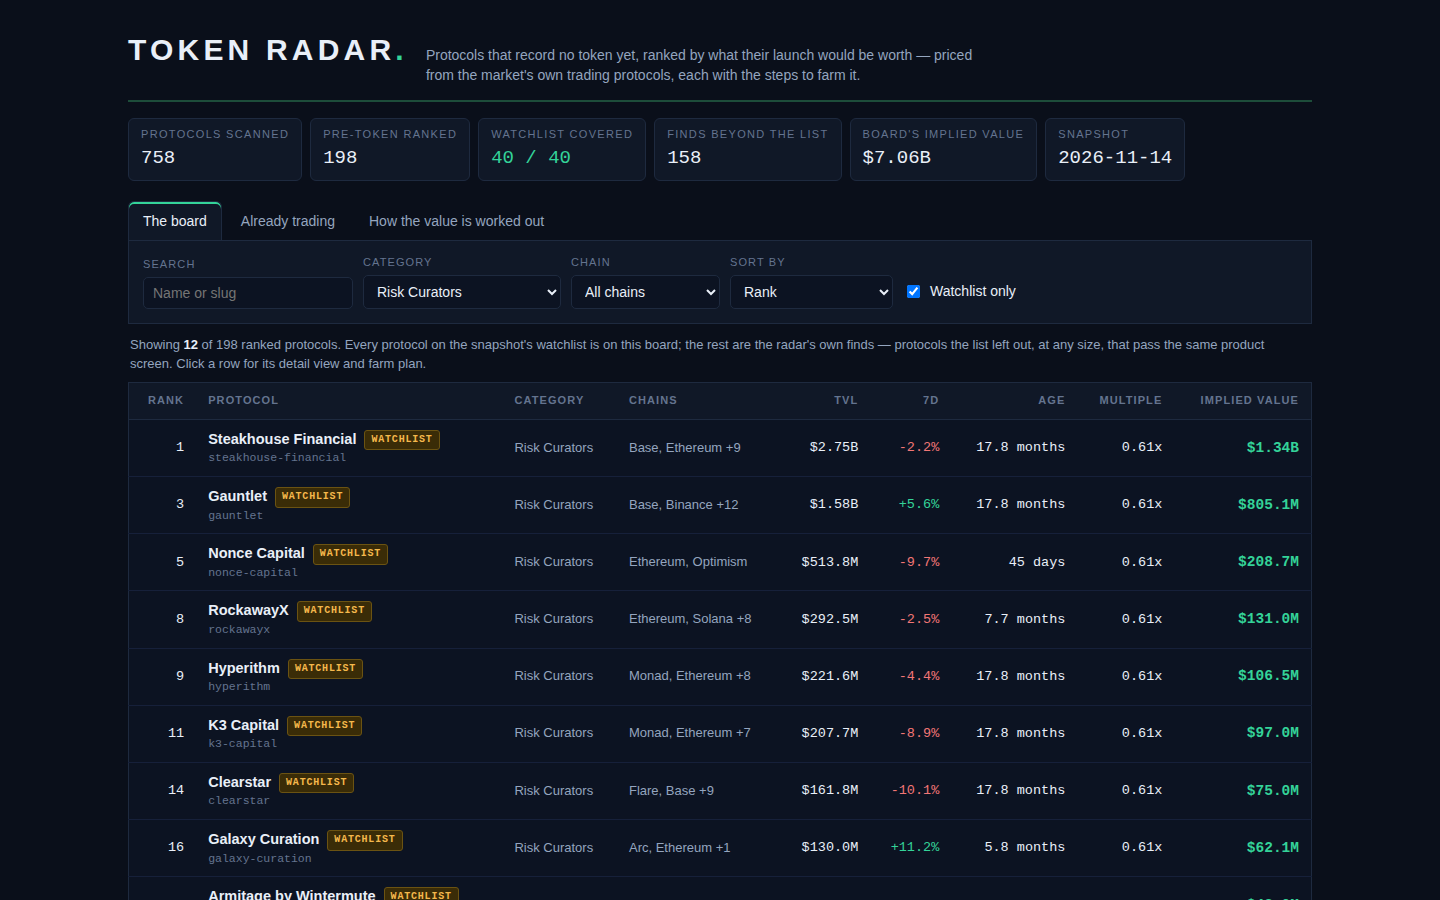 TOKEN RADAR.
Protocols that record no token yet, ranked by what their launch would be worth — priced
from the market's own trading protocols, each with the steps to farm it.
PROTOCOLS SCANNED
758
PRE-TOKEN RANKED
198
WATCHLIST COVERED
40 / 40
FINDS BEYOND THE LIST
158
BOARD'S IMPLIED VALUE
$7.06B
SNAPSHOT
2026-11-14
The board Already trading How the value is worked out
SEARCH CATEGORY CHAIN SORT BY
Name or slug Risk Curators All chains Rank Watchlist only
Showing 12 of 198 ranked protocols. Every protocol on the snapshot's watchlist is on this board; the rest are the radar's own finds — protocols the list left out, at any size, that pass the same product
screen. Click a row for its detail view and farm plan.
RANK PROTOCOL CATEGORY CHAINS TVL 7D AGE MULTIPLE IMPLIED VALUE
1 Steakhouse Financial WATCHLIST Risk Curators Base, Ethereum +9 $2.75B -2.2% 17.8 months 0.61x $1.34B
steakhouse-financial
3 Gauntlet WATCHLIST Risk Curators Base, Binance +12 $1.58B +5.6% 17.8 months 0.61x $805.1M
gauntlet
5 Nonce Capital WATCHLIST Risk Curators Ethereum, Optimism $513.8M -9.7% 45 days 0.61x $208.7M
nonce-capital
8 RockawayX WATCHLIST Risk Curators Ethereum, Solana +8 $292.5M -2.5% 7.7 months 0.61x $131.0M
rockawayx
9 Hyperithm WATCHLIST Risk Curators Monad, Ethereum +8 $221.6M -4.4% 17.8 months 0.61x $106.5M
hyperithm
11 K3 Capital WATCHLIST Risk Curators Monad, Ethereum +7 $207.7M -8.9% 17.8 months 0.61x $97.0M
k3-capital
14 Clearstar WATCHLIST Risk Curators Flare, Base +9 $161.8M -10.1% 17.8 months 0.61x $75.0M
clearstar
16 Galaxy Curation WATCHLIST Risk Curators Arc, Ethereum +1 $130.0M +11.2% 5.8 months 0.61x $62.1M
galaxy-curation
Armitage by Wintermute WATCHLIST